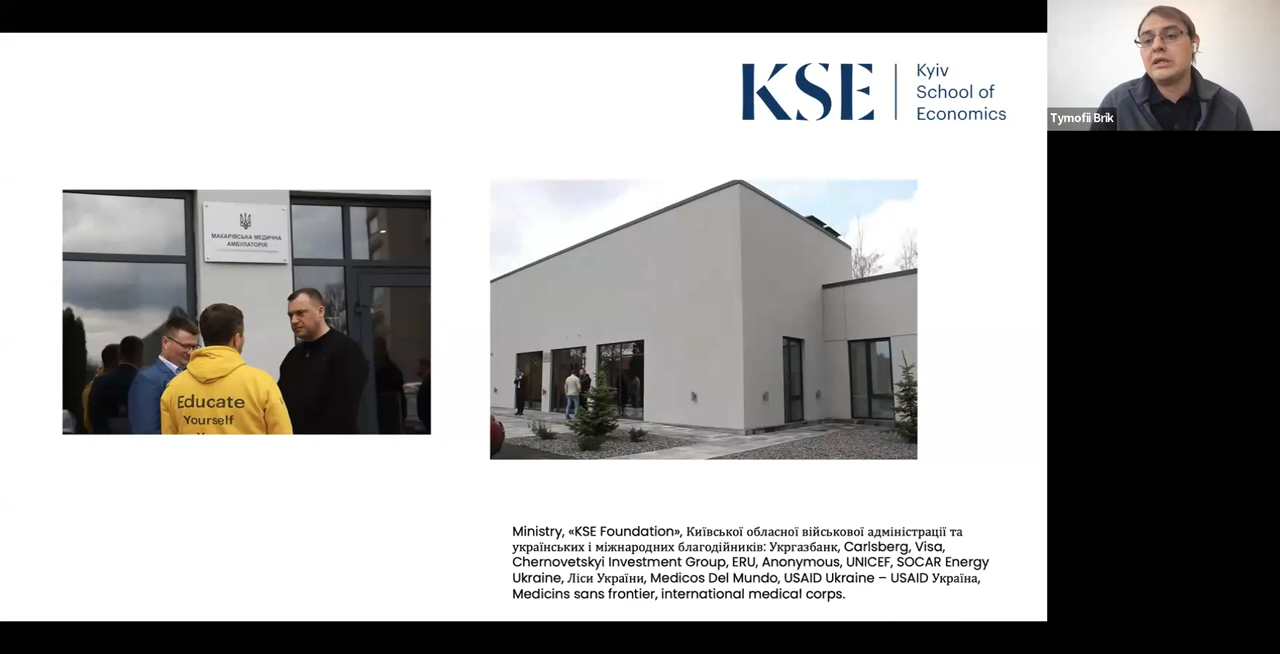 KSE
Kyiv
School of
Economics
Tymofii Brik
МАКАРІВСЬКА МЕДИЧНА
АМБУЛАТОРІЯ
Educate
Yourself
Ministry, «KSE Foundation», Київської обласної військової адміністрації та
українських і міжнародних благодійників: Укргазбанк, Carlsberg, Visa,
Chernovetskyi Investment Group, ERU, Anonymous, UNICEF, SOCAR Energy
Ukraine, Ліси України, Medicos Del Mundo, USAID Ukraine – USAID Україна,
Medicins sans frontier, international medical corps.